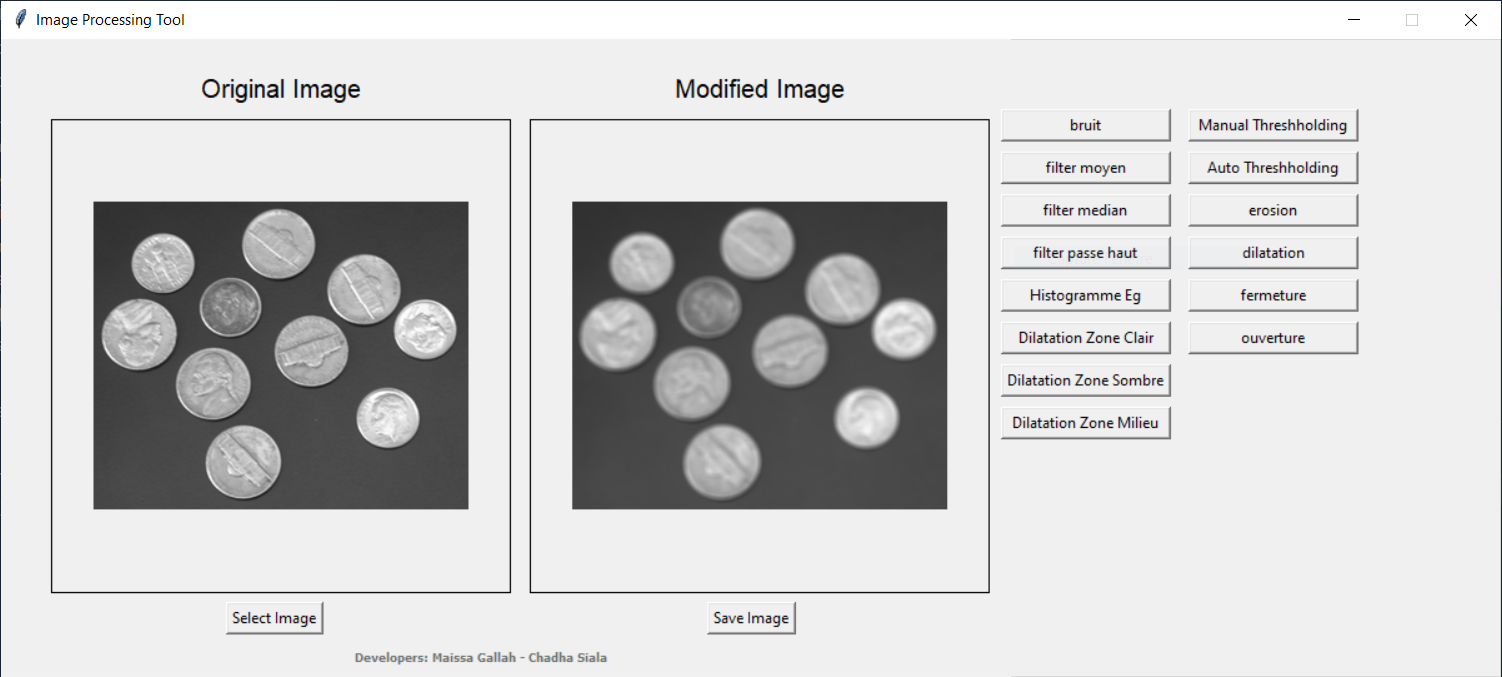 Image Processing Tool
Original Image
Modified Image
bruit
Manual Threshholding
filter moyen
Auto Threshholding
filter median
erosion
filter passe haut
dilatation
Histogramme Eg
fermeture
Dilatation Zone Clair
ouverture
Dilatation Zone Sombre
Dilatation Zone Milieu
Select Image
Save Image
Developers: Maissa Gallah - Chadha Siala